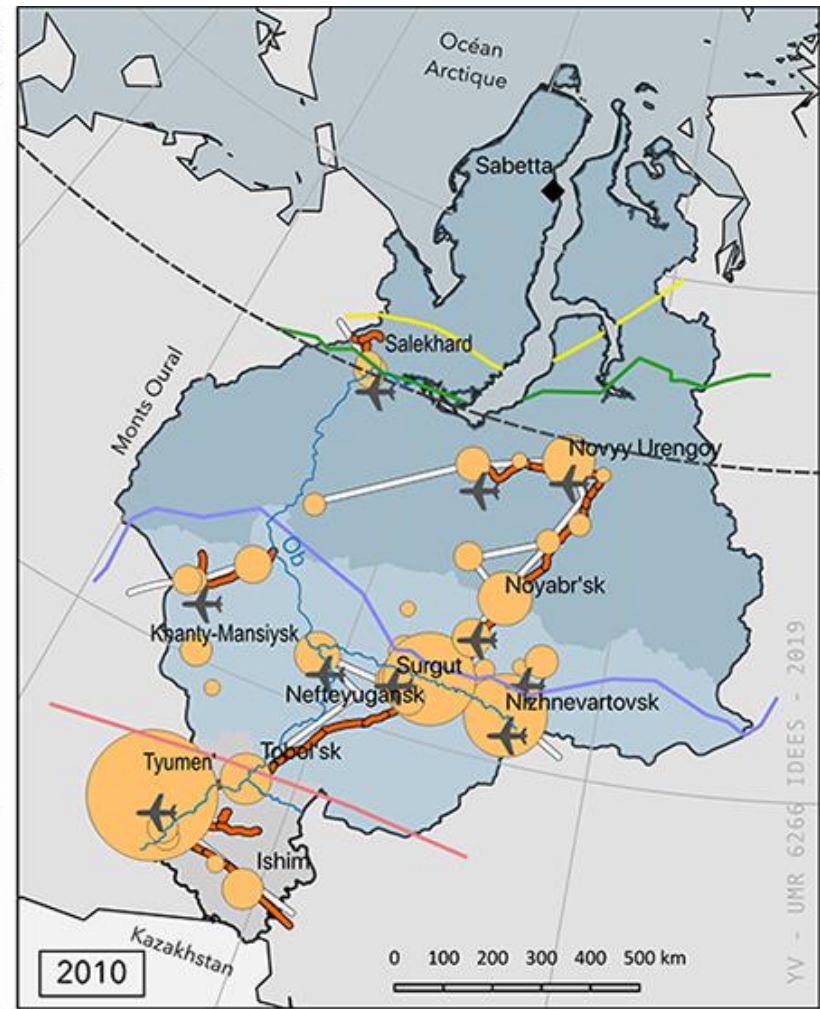 Océan
Arctique
Sabetta
Salekhard
Monts Oural
Novyy Urengoy
Ob
Noyabr'sk
Khanty-Mansiysk
Surgut
Nefteyugansk
Nizhnevartovsk
Tobol'sk
Tyumen'
Ishim
Kazakhstan
2010
0 100 200 300 400 500 km
YV - UMR 6266 IDEES - 2019